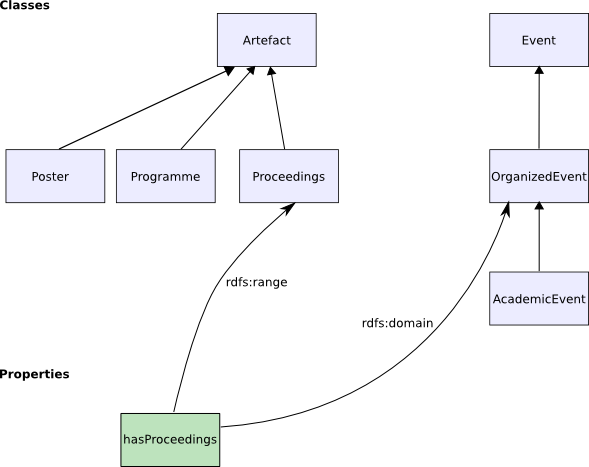 Classes
Artefact
Event
Poster
Programme
Proceedings
OrganizedEvent
rdfs:range
AcademicEvent
rdfs:domain
Properties
hasProceedings